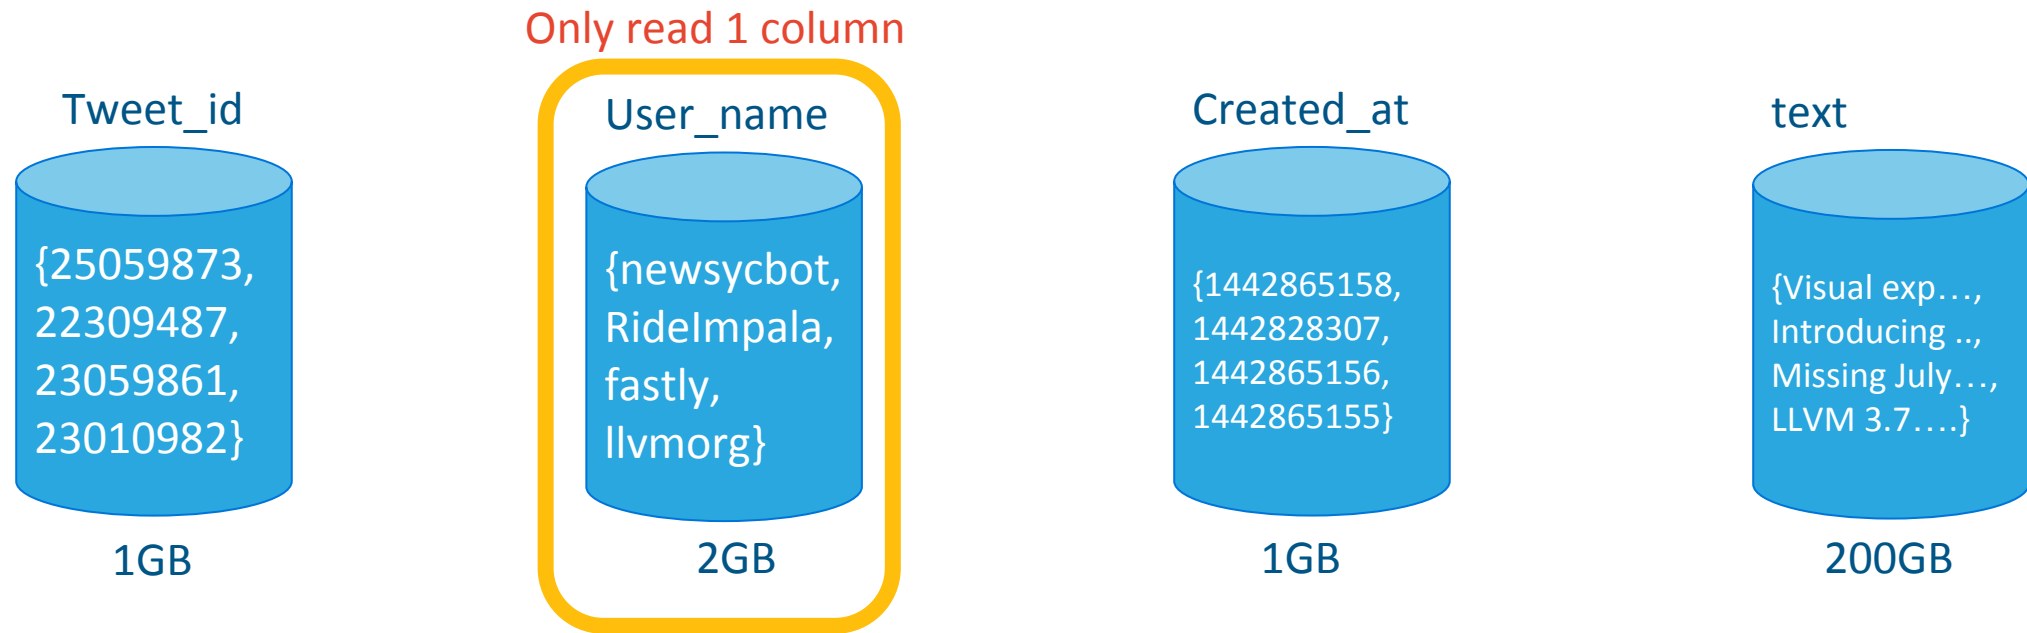 Only read 1 column
Tweet_id
{25059873,
22309487,
23059861,
23010982}
1GB
User_name
{newsycbot,
RideImpala,
fastly,
llvmorg}
2GB
Created_at
{1442865158,
1442828307,
1442865156,
1442865155}
1GB
text
{Visual exp…,
Introducing ..,
Missing July…,
LLVM 3.7….}
200GB